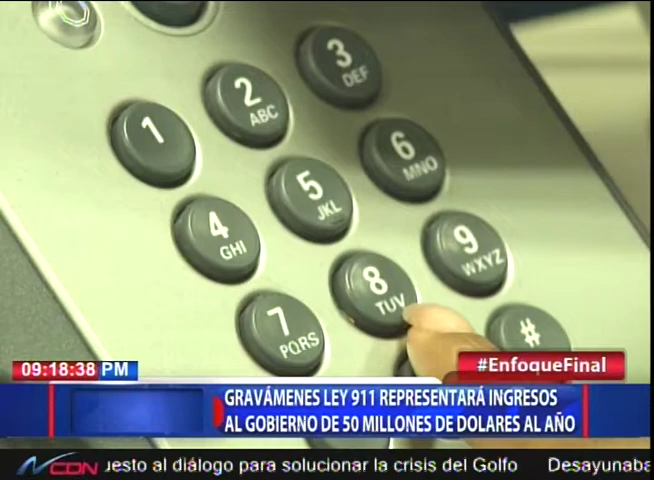 1
2
ABC
3
DEF
4
GHI
5
JKL
6
MNO
7
PQRS
8
TUV
9
WXYZ
#
#EnfoqueFinal
09:18:38 PM
GRAVÁMENES LEY 911 REPRESENTARÁ INGRESOS
AL GOBIERNO DE 50 MILLONES DE DOLARES AL AÑO
CDN uesto al diálogo para solucionar la crisis del Golfo Desayunaba